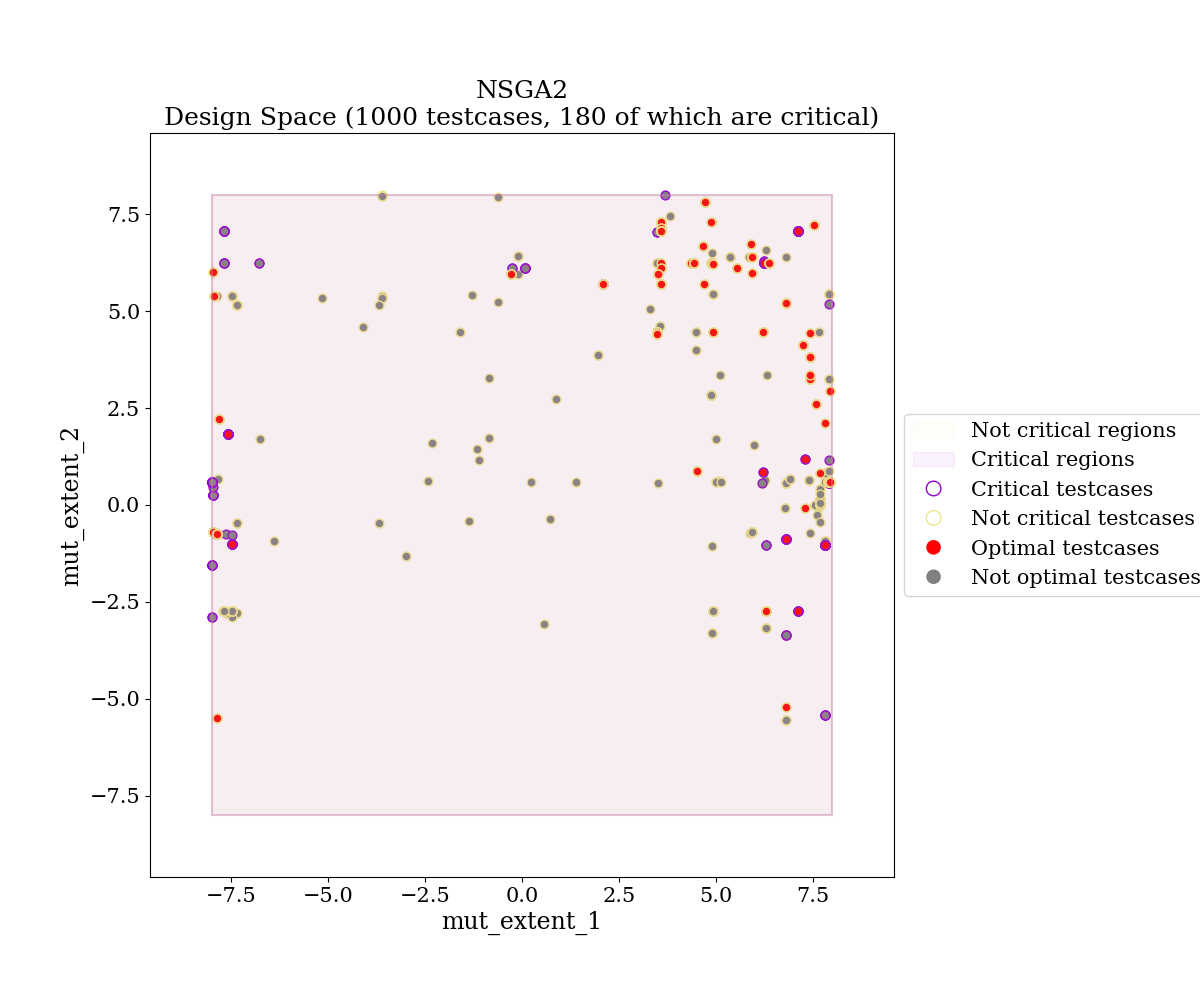 NSGA2
Design Space (1000 testcases, 180 of which are critical)
7.5
5.0
2.5
0.0
−2.5
−5.0
−7.5
mut_extent_2
−7.5
−5.0
−2.5
0.0
2.5
5.0
7.5
mut_extent_1
Not critical regions
Critical regions
Critical testcases
Not critical testcases
Optimal testcases
Not optimal testcases